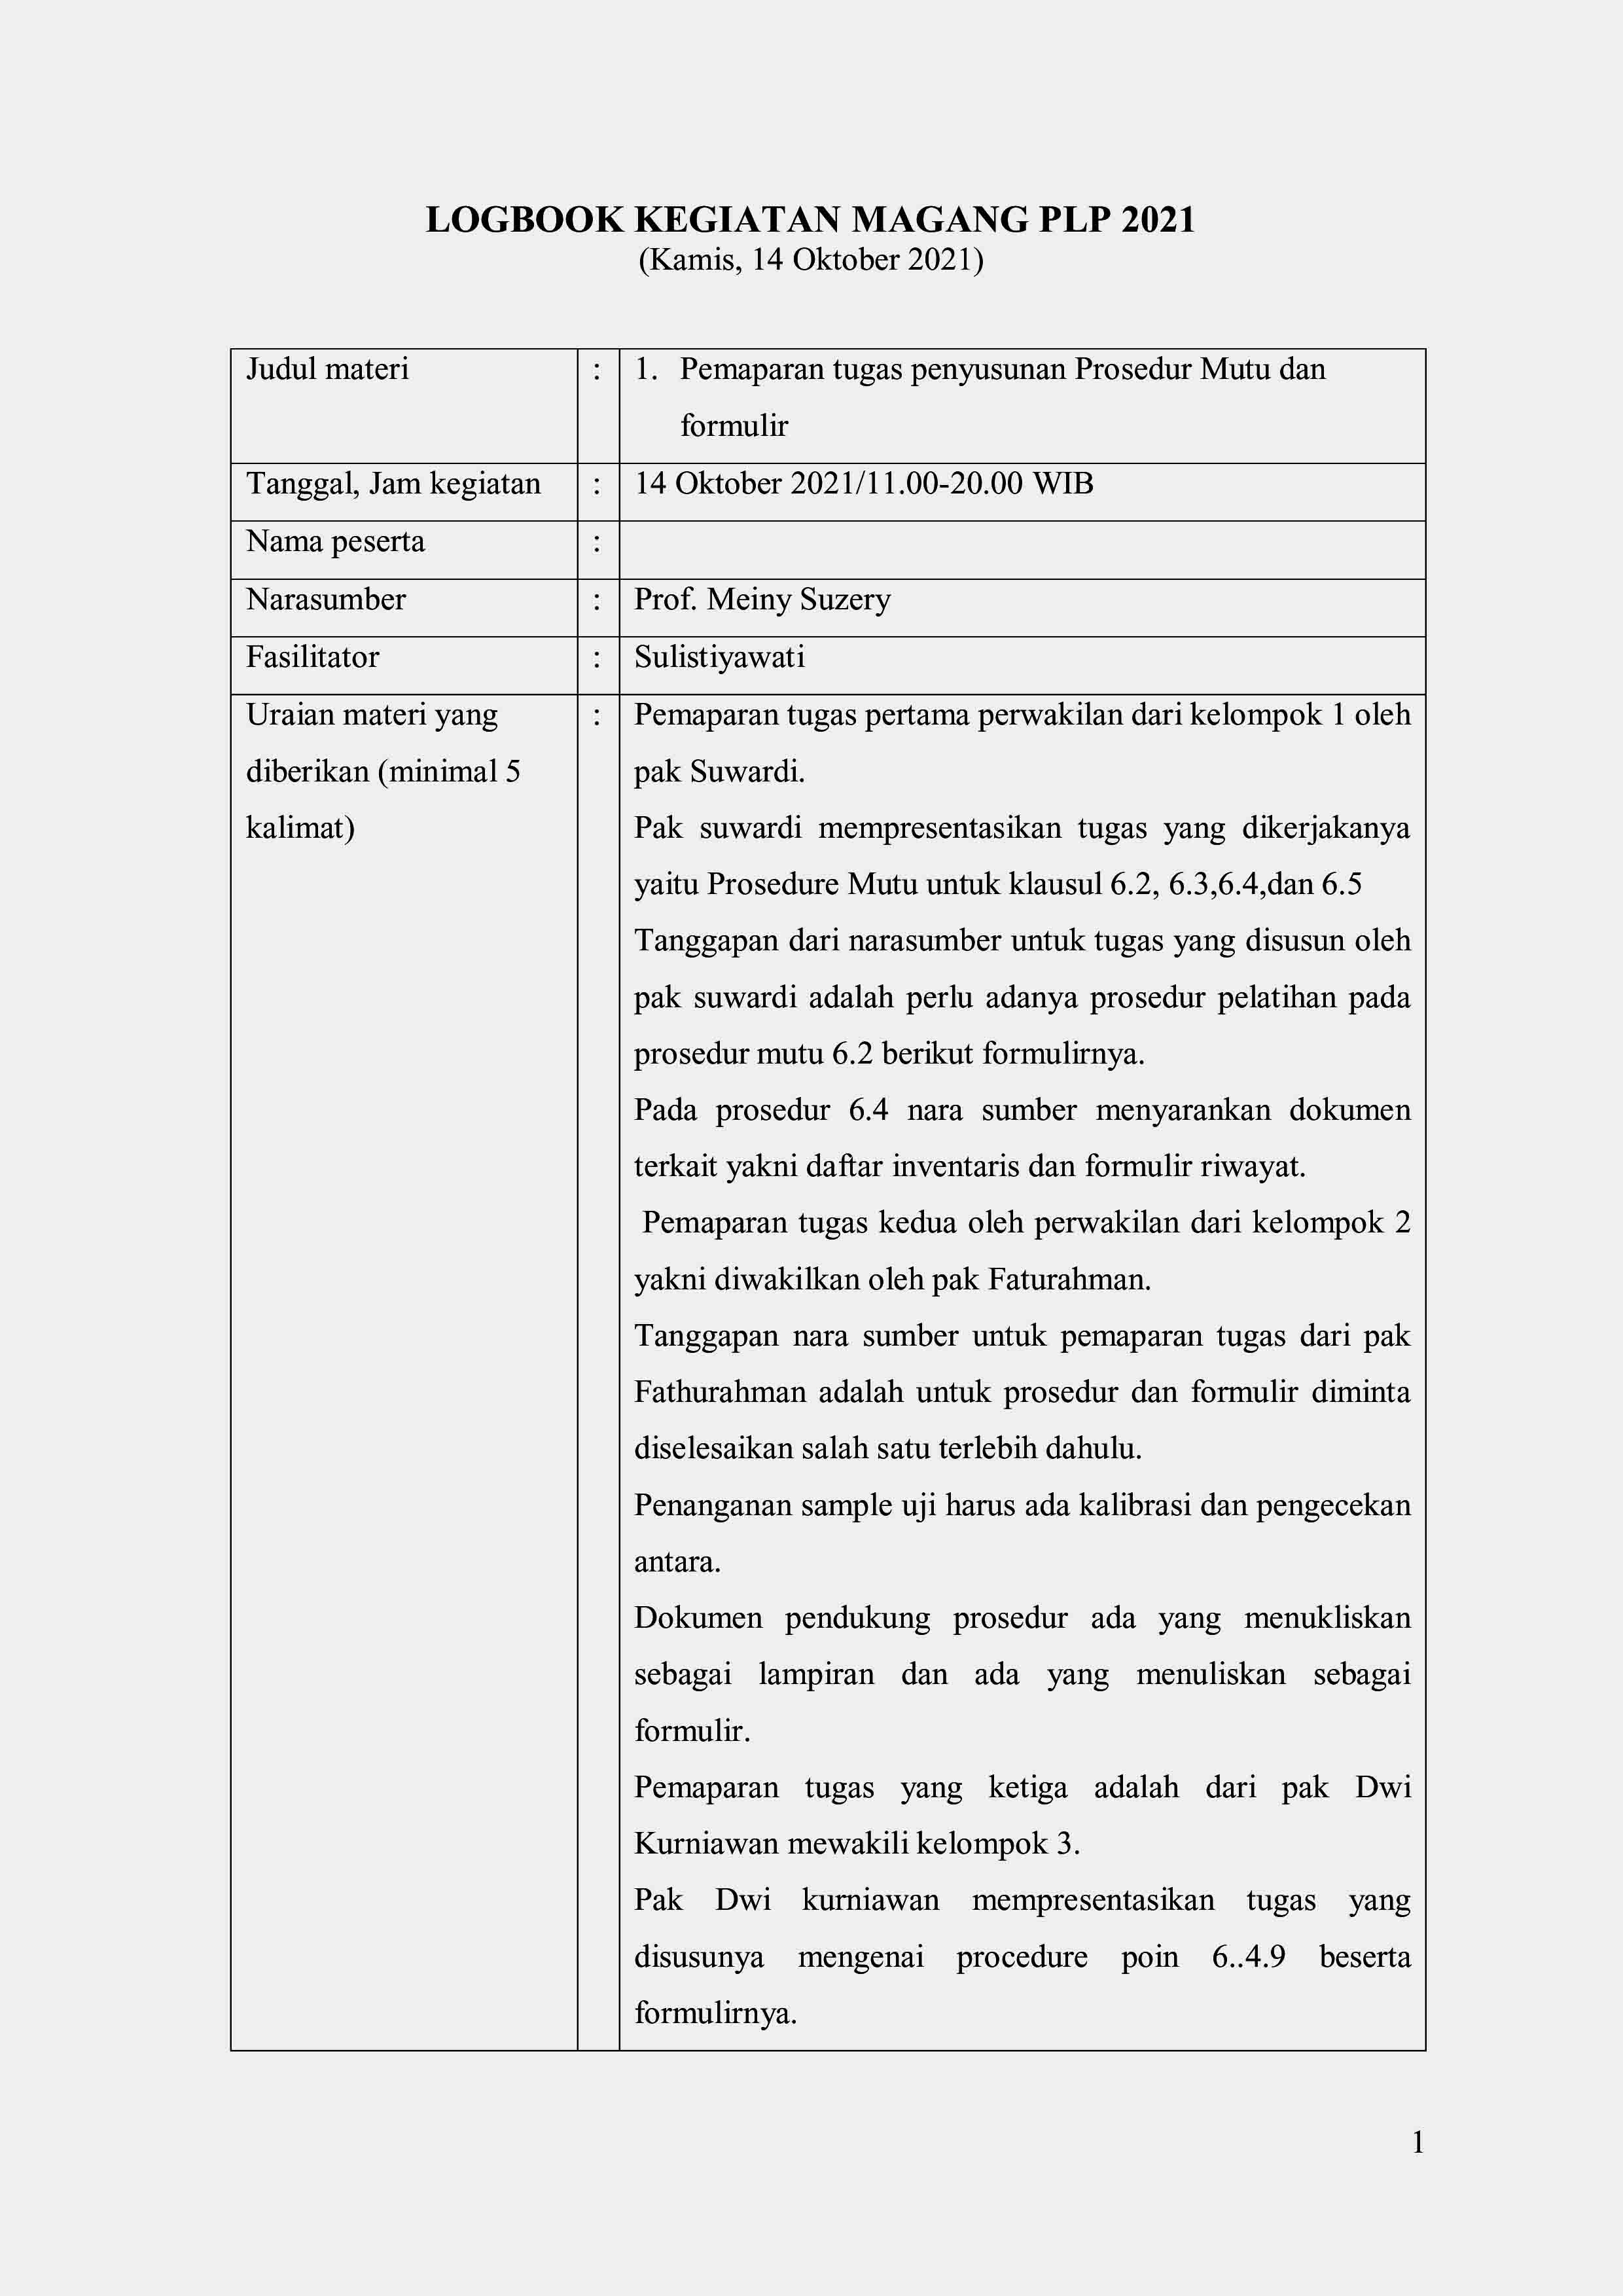 LOGBOOK KEGIATAN MAGANG PLP 2021
(Kamis, 14 Oktober 2021)
Judul materi : 1. Pemaparan tugas penyusunan Prosedur Mutu dan
formulir
Tanggal, Jam kegiatan : 14 Oktober 2021/11.00-20.00 WIB
Nama peserta :
Narasumber : Prof. Meiny Suzery
Fasilitator : Sulistiyawati
Uraian materi yang
diberikan (minimal 5
kalimat)
:
Pemaparan tugas pertama perwakilan dari kelompok 1 oleh
pak Suwardi.
Pak suwardi mempresentasikan tugas yang dikerjakanya
yaitu Prosedure Mutu untuk klausul 6.2, 6.3,6.4,dan 6.5
Tanggapan dari narasumber untuk tugas yang disusun oleh
pak suwardi adalah perlu adanya prosedur pelatihan pada
prosedur mutu 6.2 berikut formulirnya.
Pada prosedur 6.4 nara sumber menyarankan dokumen
terkait yakni daftar inventaris dan formulir riwayat.
Pemaparan tugas kedua oleh perwakilan dari kelompok 2
yakni diwakilkan oleh pak Faturahman.
Tanggapan nara sumber untuk pemaparan tugas dari pak
Fathurahman adalah untuk prosedur dan formulir diminta
diselesaikan salah satu terlebih dahulu.
Penanganan sample uji harus ada kalibrasi dan pengecekan
antara.
Dokumen pendukung prosedur ada yang menukliskan
sebagai lampiran dan ada yang menuliskan sebagai
formulir.
Pemaparan tugas yang ketiga adalah dari pak Dwi
Kurniawan mewakili kelompok 3.
Pak Dwi kurniawan mempresentasikan tugas yang
disusunya mengenai procedure poin 6..4.9 beserta
formulirnya.
1